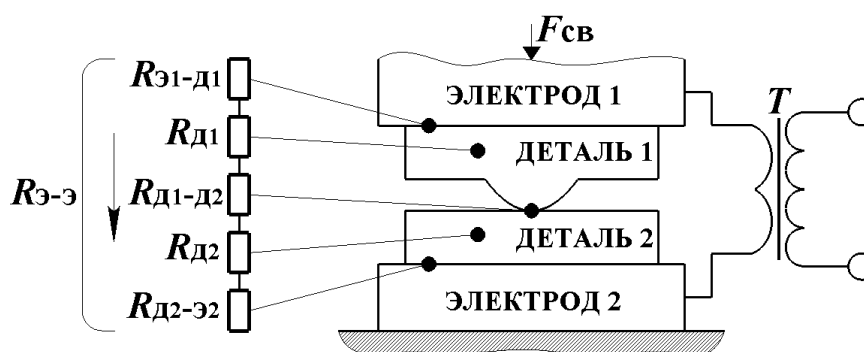 Fсв
RЭ1-Д1
ЭЛЕКТРОД 1
T
RД1
ДЕТАЛЬ 1
RЭ-Э
RД1-Д2
RД2
ДЕТАЛЬ 2
RД2-Э2
ЭЛЕКТРОД 2